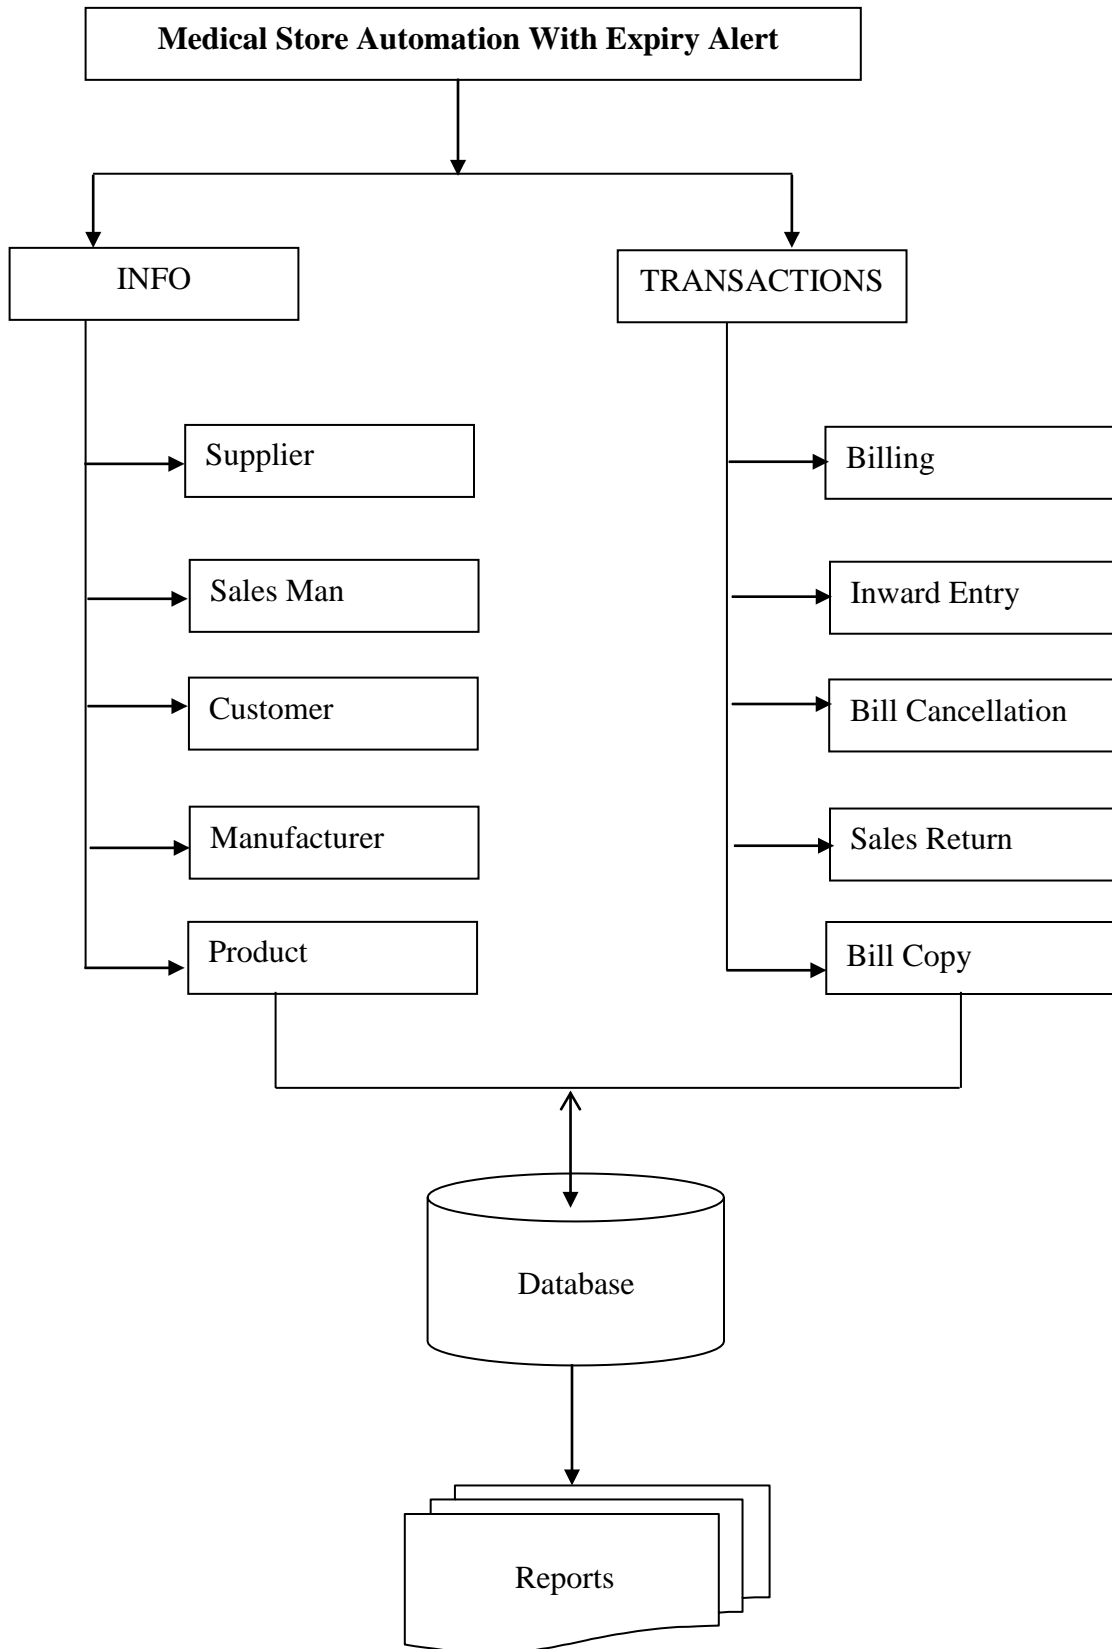 Medical Store Automation With Expiry Alert
INFO
TRANSACTIONS
Supplier
Sales Man
Customer
Manufacturer
Product
Billing
Inward Entry
Bill Cancellation
Sales Return
Bill Copy
Database
Reports